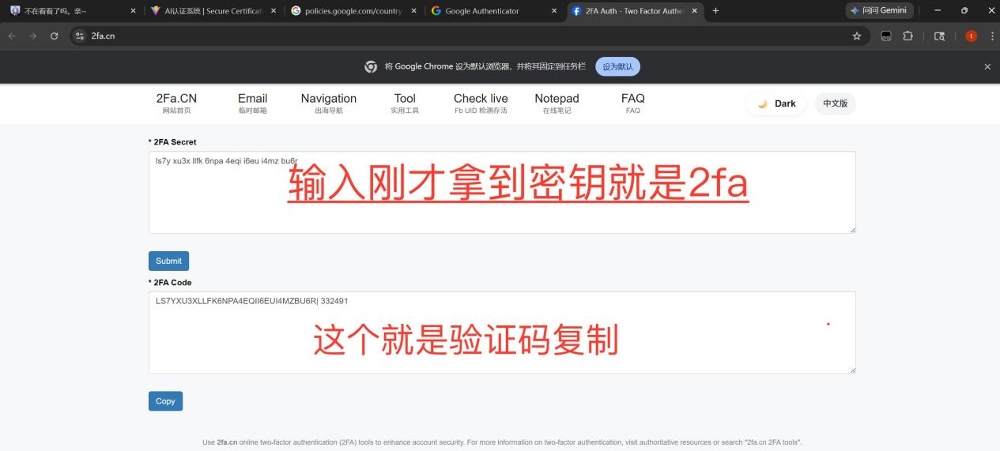 不在看看了吗。亲~
AI认证系统 | Secure Certificati
policies.google.com/country
Google Authenticator
2FA Auth - Two Factor Authe
问问 Gemini
2fa.cn
将 Google Chrome 设为默认浏览器，并将其固定到任务栏
设为默认
2Fa.CN
网站首页
Email
临时邮箱
Navigation
出海导航
Tool
实用工具
Check live
Fb UID 检测存活
Notepad
在线笔记
FAQ
FAQ
Dark
中文版
* 2FA Secret
ls7y xu3x llfk 6npa 4eqi i6eu i4mz bu6r
输入刚才拿到密钥就是2fa
Submit
* 2FA Code
LS7YXU3XLLFK6NPA4EQII6EUI4MZBU6R| 332491
这个就是验证码复制
Copy
Use 2fa.cn online two-factor authentication (2FA) tools to enhance account security. For more information on two-factor authentication, visit authoritative resources or search "2fa.cn 2FA tools".